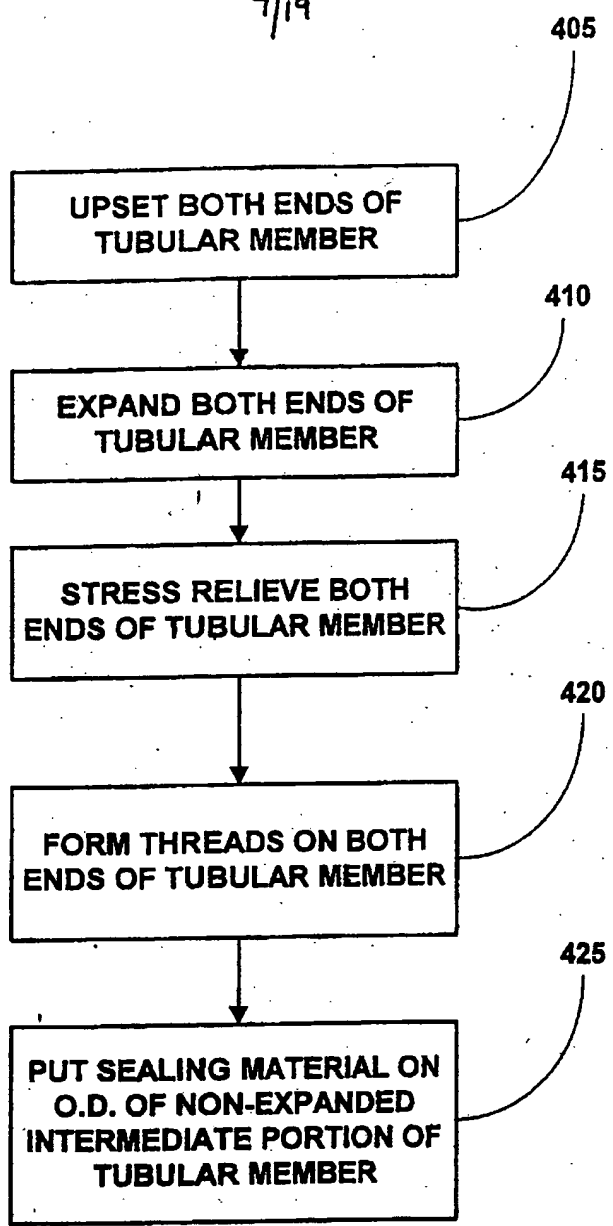 7/19
405
UPSET BOTH ENDS OF
TUBULAR MEMBER
410
EXPAND BOTH ENDS OF
TUBULAR MEMBER
415
STRESS RELIEVE BOTH
ENDS OF TUBULAR MEMBER
420
FORM THREADS ON BOTH
ENDS OF TUBULAR MEMBER
425
PUT SEALING MATERIAL ON
O.D. OF NON-EXPANDED
INTERMEDIATE PORTION OF
TUBULAR MEMBER